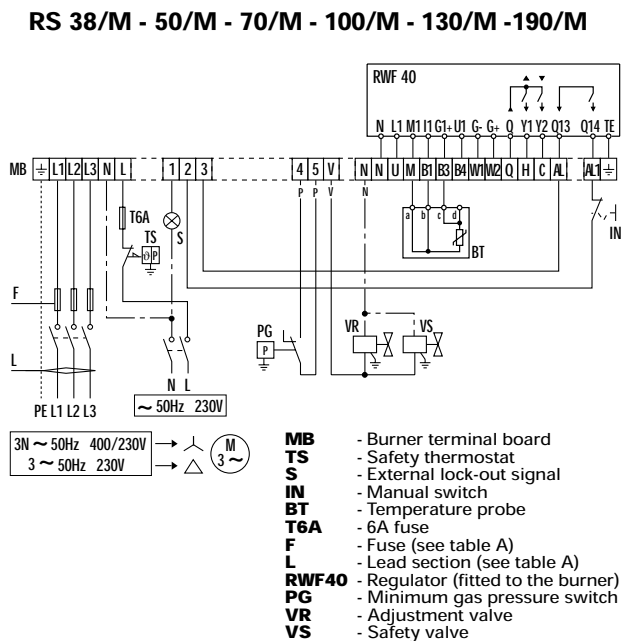 RS 38/M - 50/M - 70/M - 100/M - 130/M -190/M
RWF 40
N L1 M1 I1 G1+ U1 G- G+ Q Y1 Y2 Q13 Q14 TE
MB L1 L2 L3 N L 1 2 3 4 5 V N N U M B1 B3 B4 W1 W2 Q H C AL AL1
P P V N
a b c d
T6A
TS
S
IN
ϑ P
BT
F
PG
VR
VS
P
L
N L
PE L1 L2 L3
~ 50Hz 230V
3N ~ 50Hz 400/230V
3 ~ 50Hz 230V
M
3 ~
MB - Burner terminal board
TS - Safety thermostat
S - External lock-out signal
IN - Manual switch
BT - Temperature probe
T6A - 6A fuse
F - Fuse (see table A)
L - Lead section (see table A)
RWF40 - Regulator (fitted to the burner)
PG - Minimum gas pressure switch
VR - Adjustment valve
VS - Safety valve